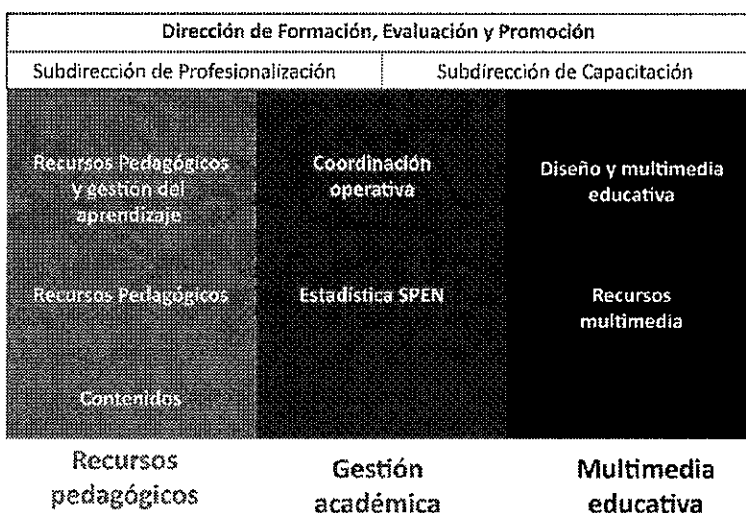 Dirección de Formación, Evaluación y Promoción
Subdirección de Profesionalización
Subdirección de Capacitación
Recursos Pedagógicos
y gestión del
aprendizaje
Coordinación
operativa
Diseño y multimedia
educativa
Recursos Pedagógicos
Estadística SPEN
Recursos
multimedia
Contenidos
Recursos
pedagógicos
Gestión
académica
Multimedia
educativa